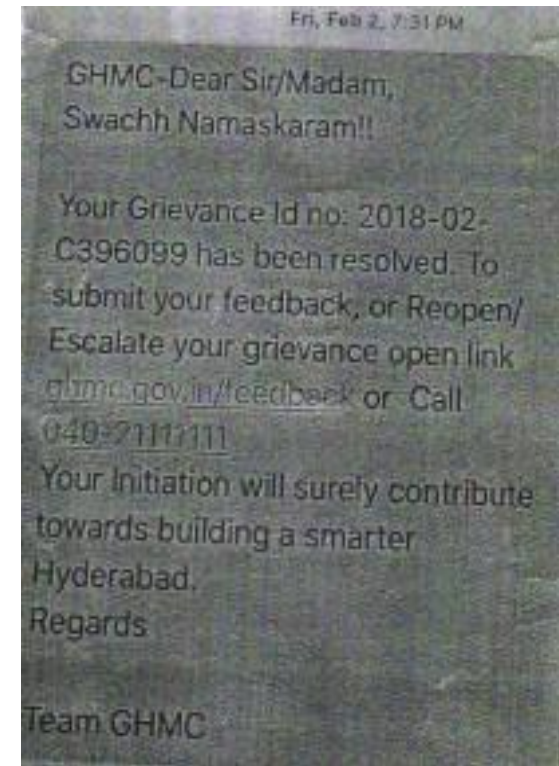 Fri, Feb 2, 7:31 PM
GHMC-Dear Sir/Madam,
Swachh Namaskaram!!
Your Grievance Id no: 2018-02-
C396099 has been resolved. To
submit your feedback, or Reopen/
Escalate your grievance open link
ghmc.gov.in/feedback or Call
040-21111111
Your Initiation will surely contribute
towards building a smarter
Hyderabad.
Regards
Team GHMC